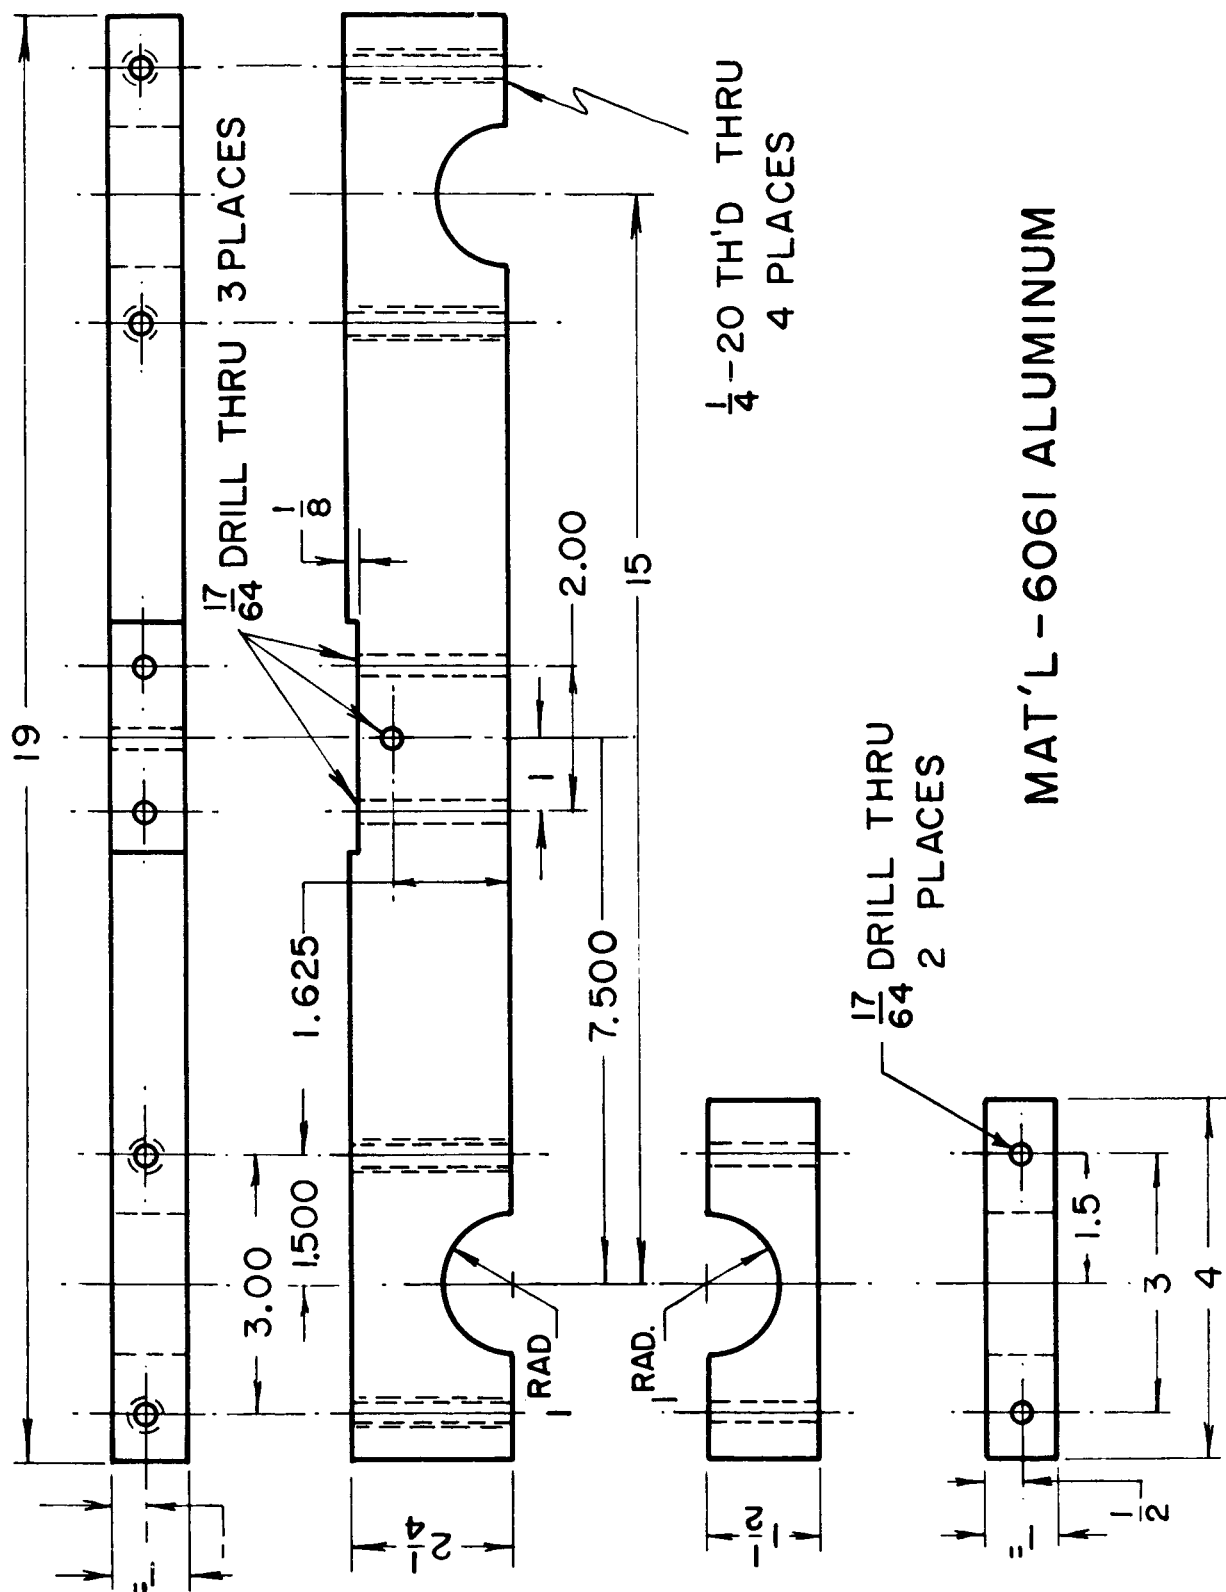 19
1"
17/64 DRILL THRU 3 PLACES
3.00
1.500
1.625
1/8
2 1/4
RAD
1
1
2.00
7.500
15
1/4-20 TH'D THRU
4 PLACES
1 1/2
RAD.
1
17/64 DRILL THRU
2 PLACES
1"
1/2
1.5
3
4
MAT'L - 6061 ALUMINUM